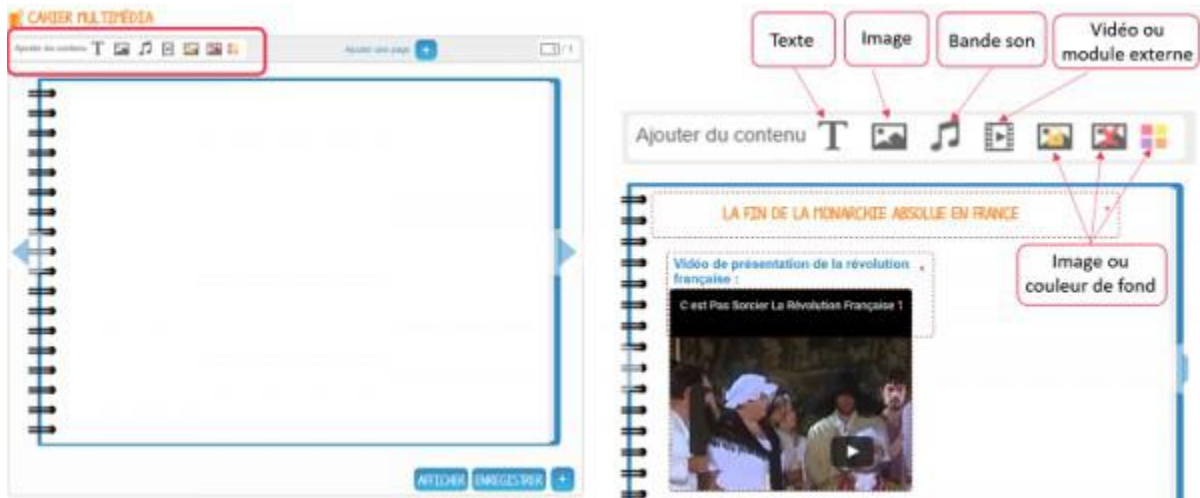 CAHIER MULTIMÉDIA
Ajouter du contenu
Ajouter une page +
/ 1
AFFICHER ENREGISTRER +
Texte
Image
Bande son
Vidéo ou
module externe
Ajouter du contenu
LA FIN DE LA MONARCHIE ABSOLUE EN FRANCE
Vidéo de présentation de la révolution
française :
C est Pas Sorcier La Révolution Française
Image ou
couleur de fond